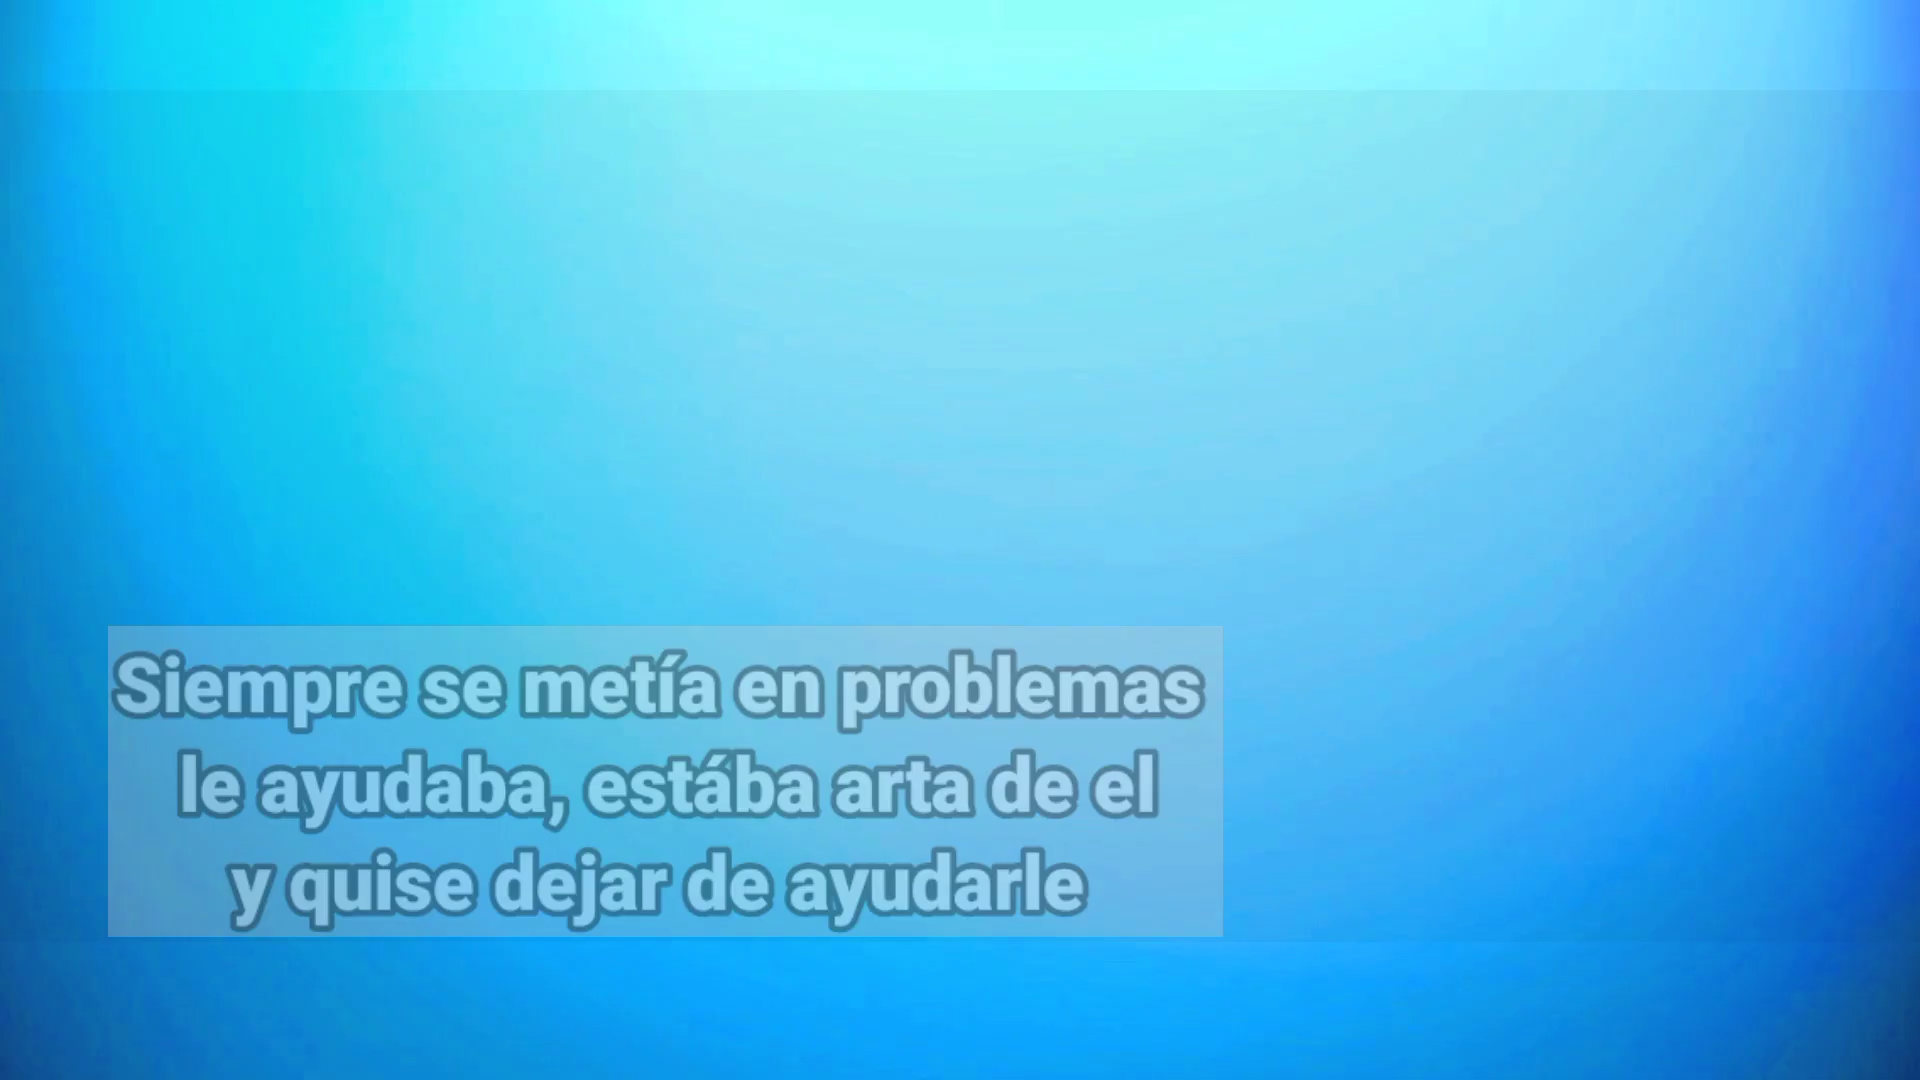 Siempre se metía en problemas
le ayudaba, estába arta de el
y quise dejar de ayudarle